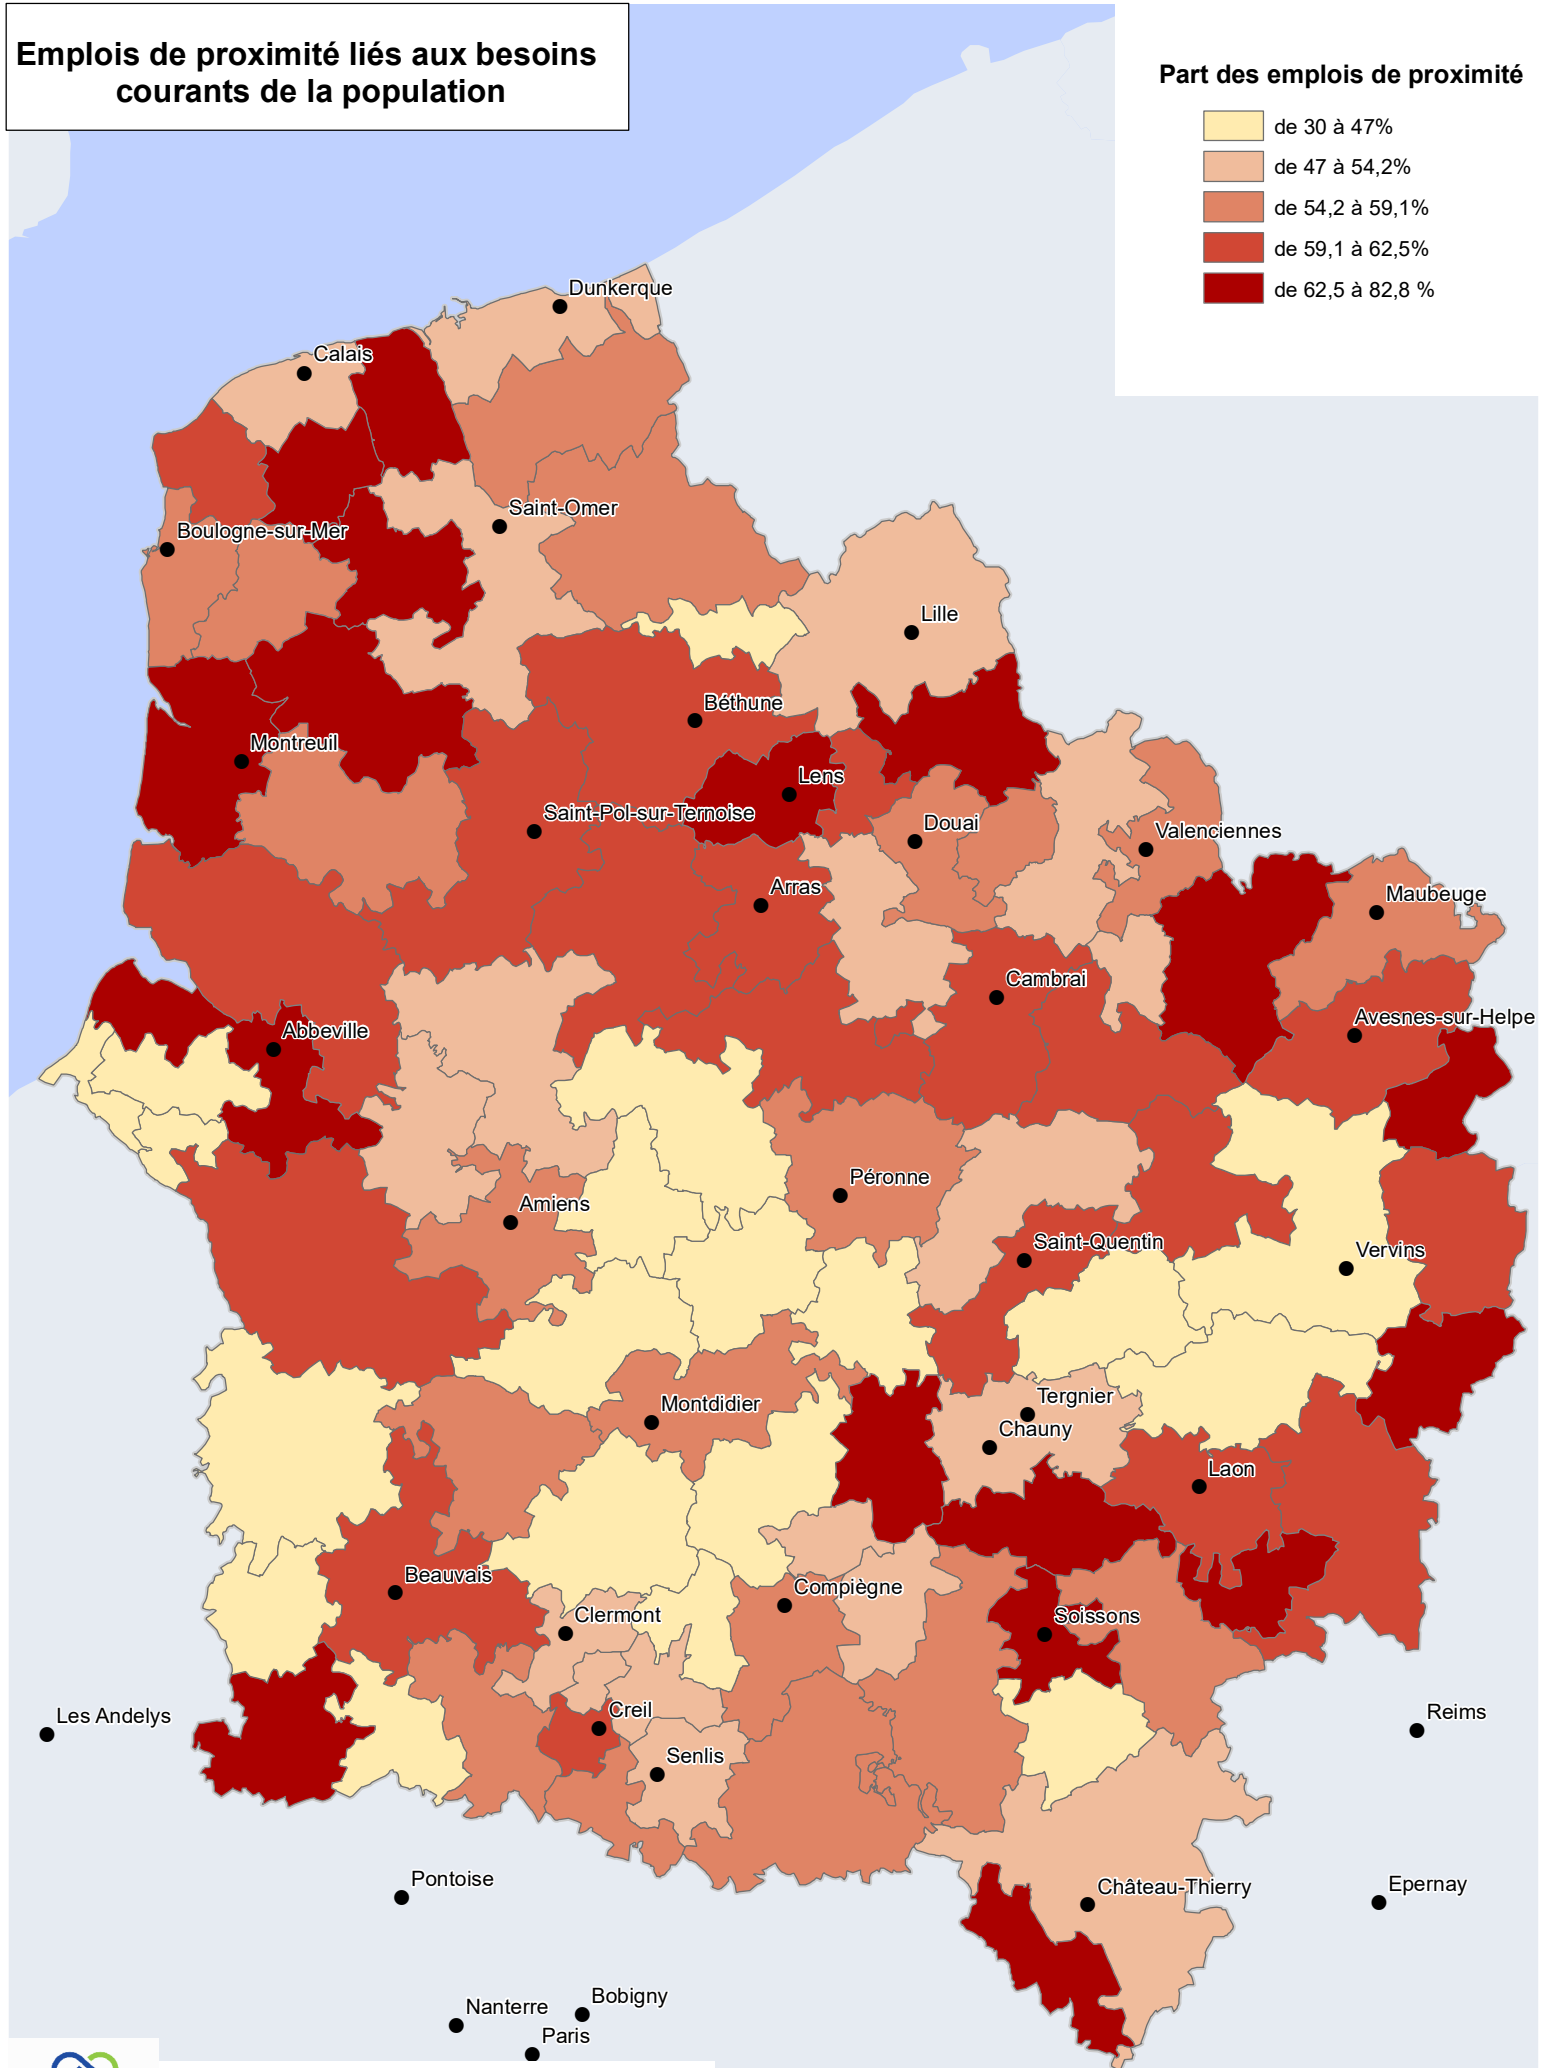 Emplois de proximité liés aux besoins
courants de la population
Part des emplois de proximité
de 30 à 47%
de 47 à 54,2%
de 54,2 à 59,1%
de 59,1 à 62,5%
de 62,5 à 82,8 %
Dunkerque
Calais
Saint-Omer
Boulogne-sur-Mer
Lille
Béthune
Montreuil
Lens
Saint-Pol-sur-Ternoise
Douai
Valenciennes
Arras
Maubeuge
Cambrai
Avesnes-sur-Helpe
Abbeville
Péronne
Amiens
Saint-Quentin
Vervins
Tergnier
Montdidier
Chauny
Laon
Beauvais
Compiègne
Clermont
Soissons
Les Andelys
Creil
Reims
Senlis
Pontoise
Château-Thierry
Epernay
Nanterre
Bobigny
Paris